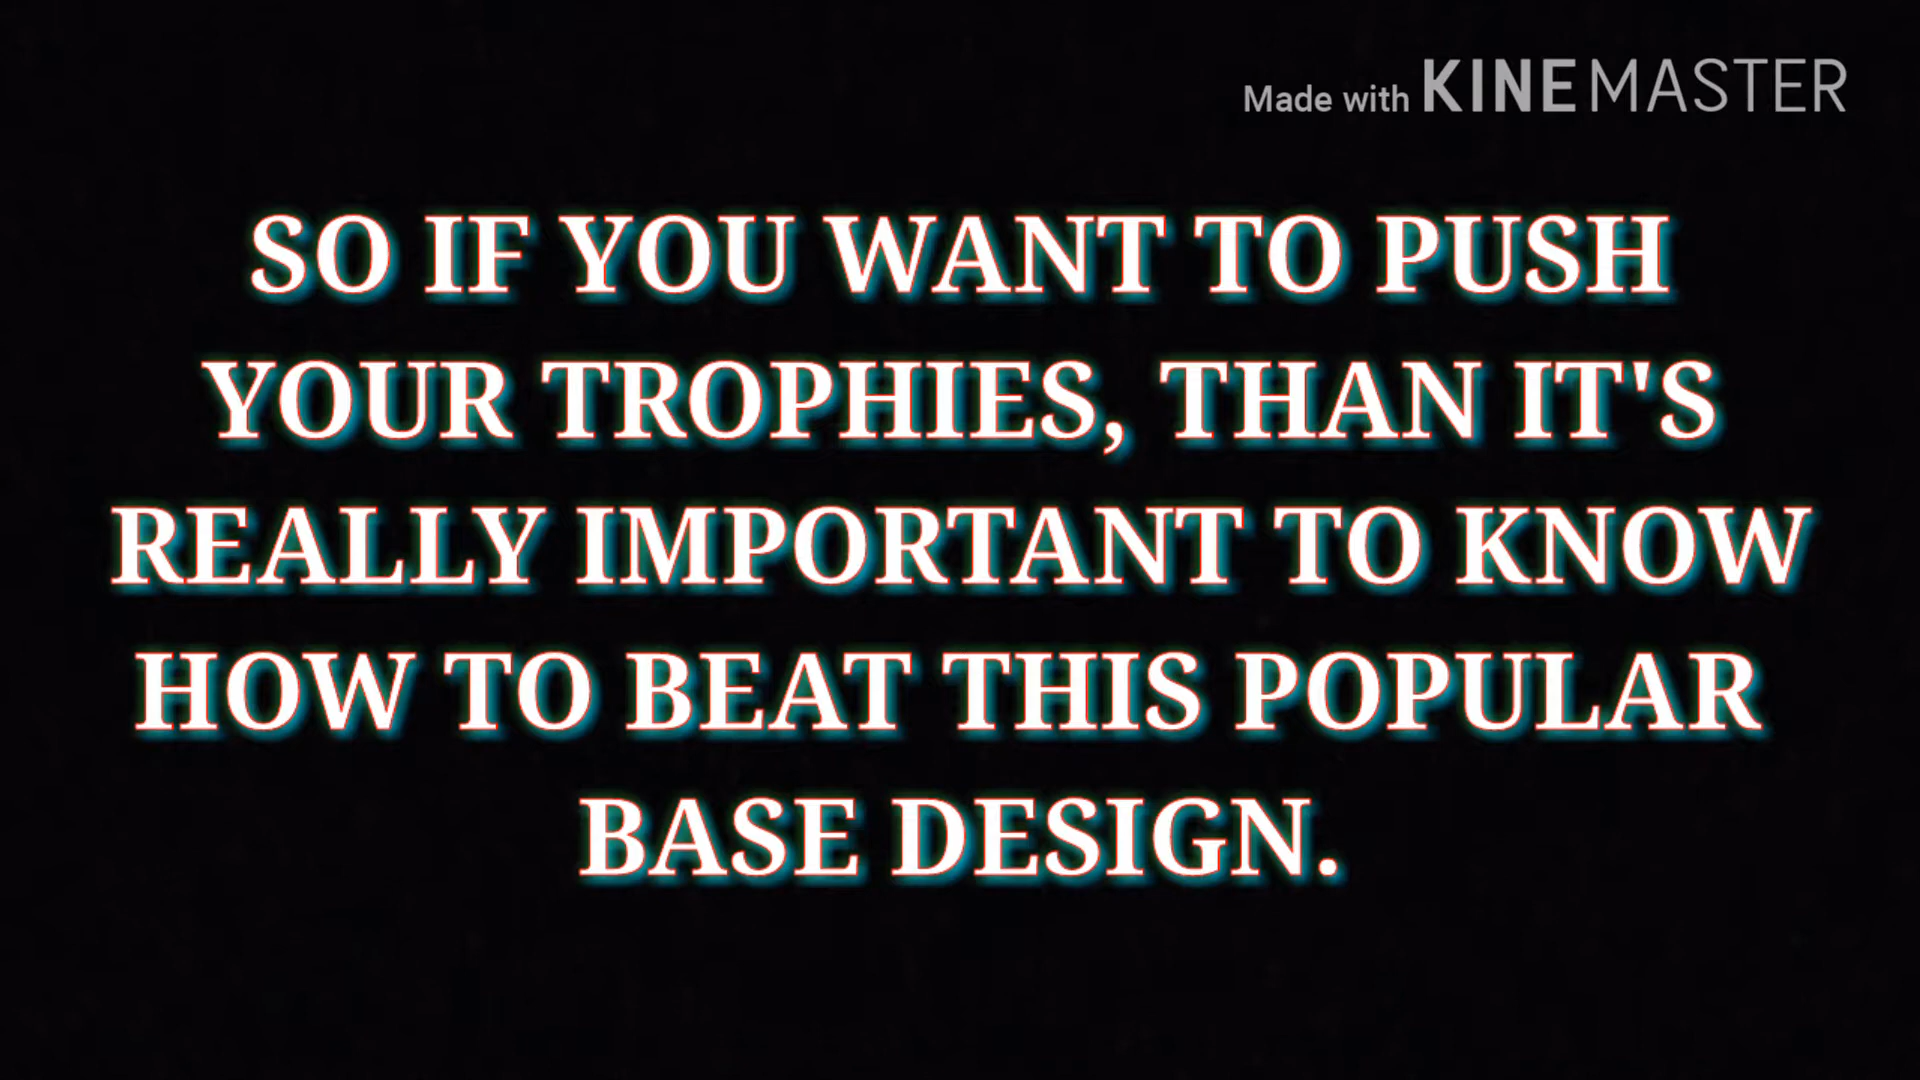 Made with KINEMASTER
SO IF YOU WANT TO PUSH
YOUR TROPHIES, THAN IT'S
REALLY IMPORTANT TO KNOW
HOW TO BEAT THIS POPULAR
BASE DESIGN.